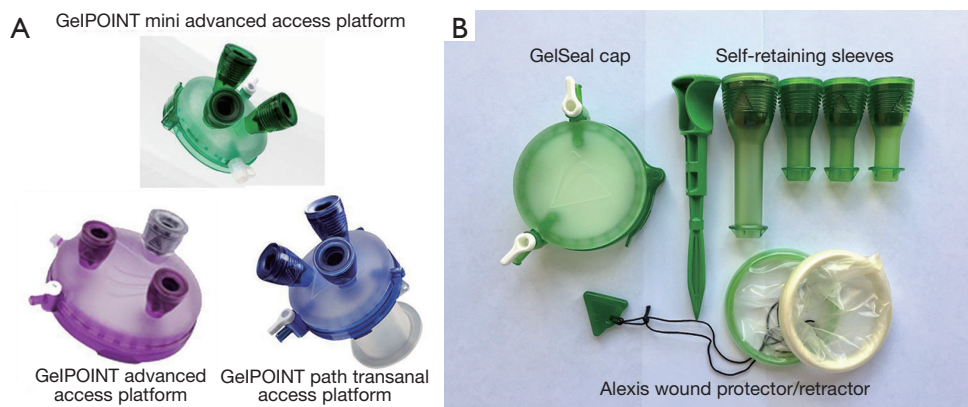 A
GelPOINT mini advanced access platform
GelPOINT advanced
access platform
GelPOINT path transanal
access platform
B
GelSeal cap
Self-retaining sleeves
Alexis wound protector/retractor